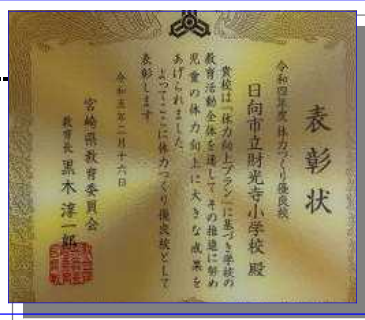 表彰状
令和四年度 体力つくり優良校
日向市立財光寺小学校 殿
貴校は「体力向上プラン」に基づき学校の
教育活動全体を通して、その推進に努め
児童の体力向上に大きな成果を
あげられました。
よってここに体力つくり優良校として
表彰します
令和五年二月十六日
宮崎県教育委員会
教育長 黒木淳一郎